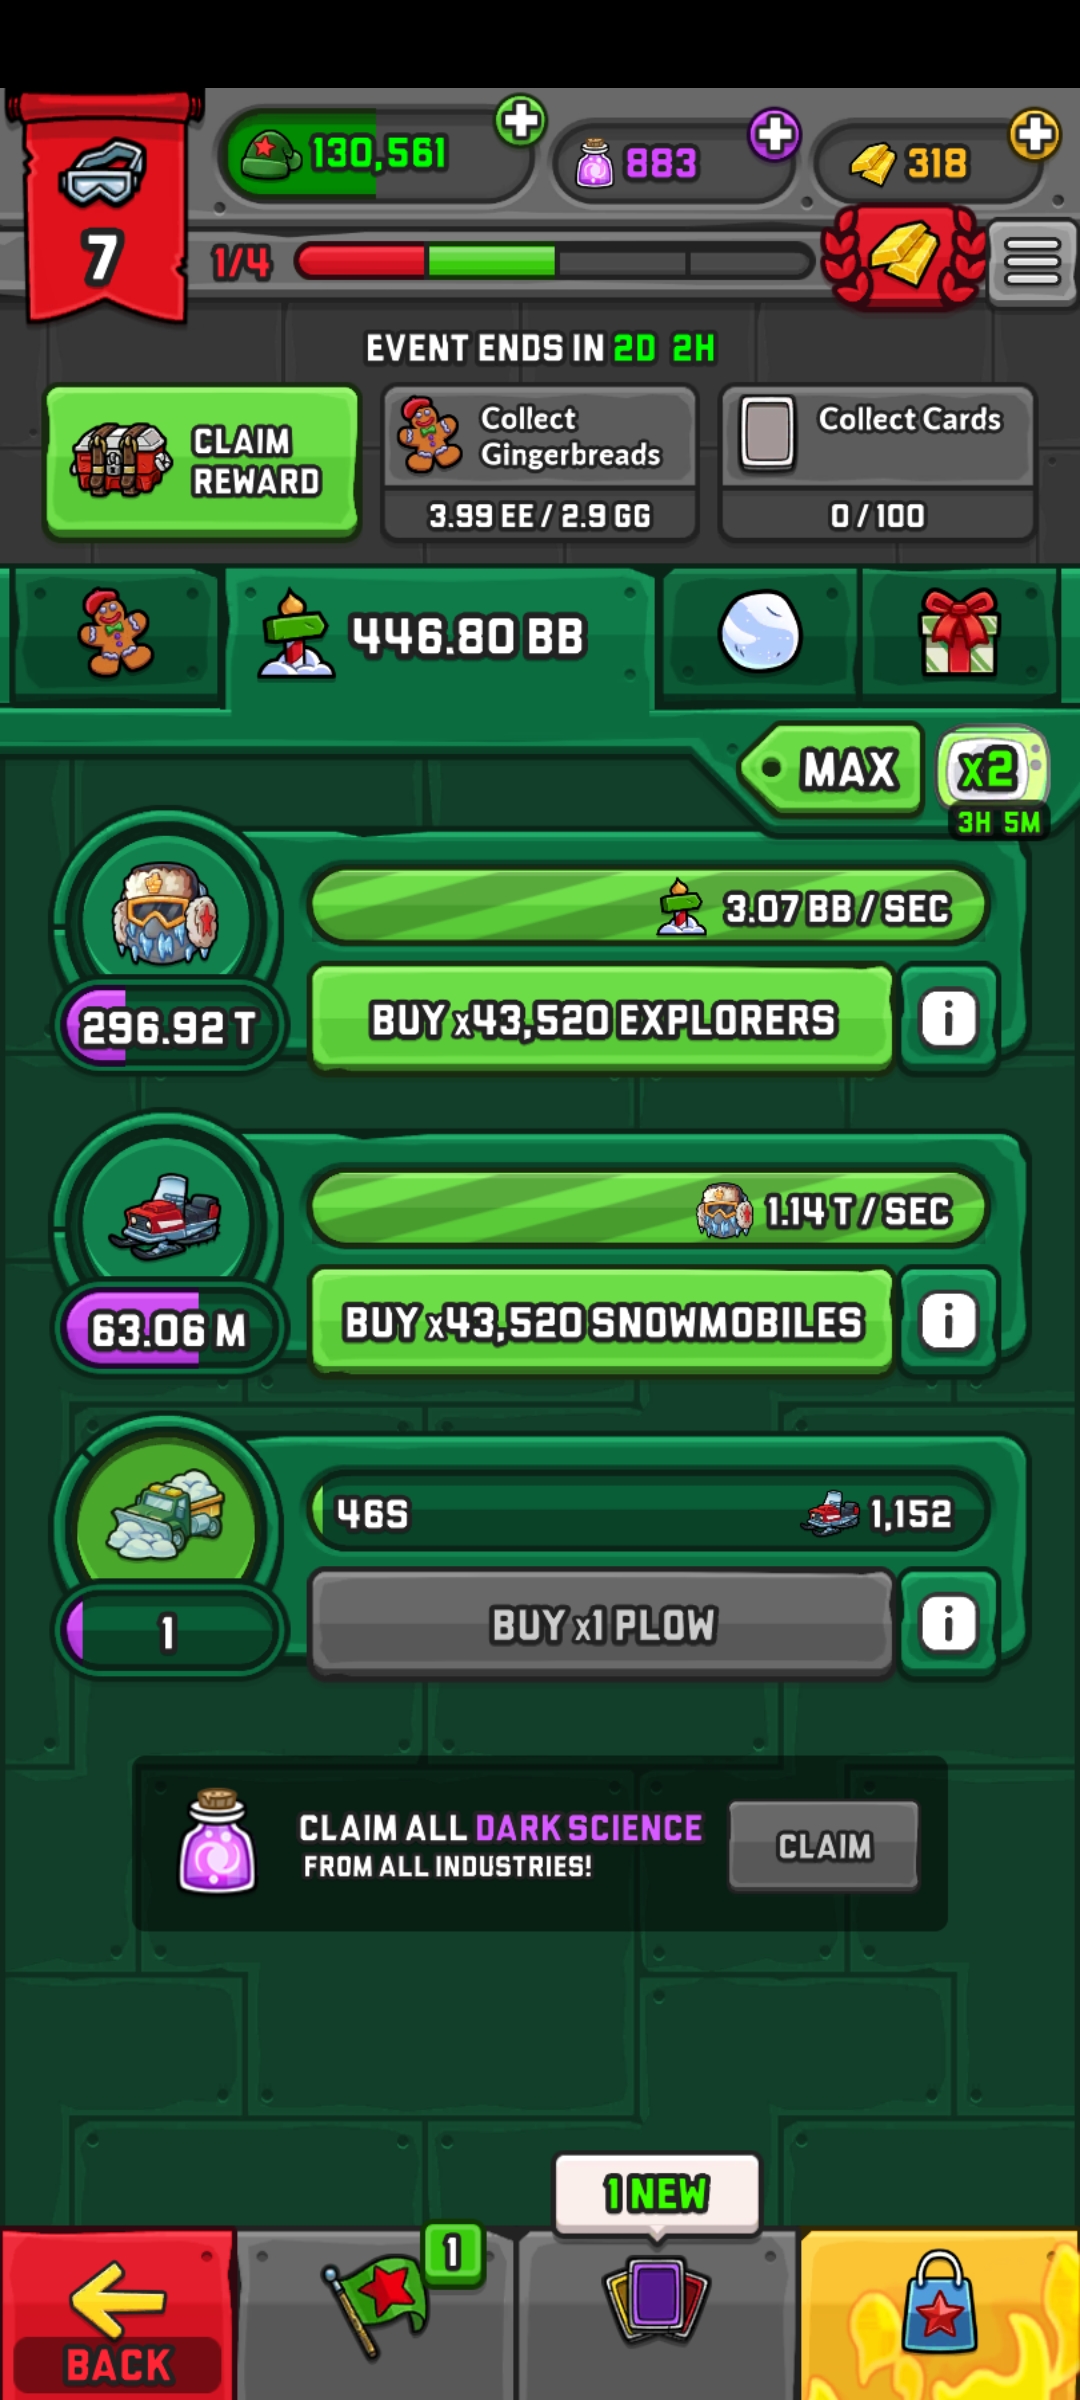 130,561
883
318
7
1/4
EVENT ENDS IN 2D 2H
CLAIM
REWARD
Collect
Gingerbreads
3.99 EE / 2.9 GG
Collect Cards
0 / 100
446.80 BB
MAX
x2
3H 5M
3.07 BB / SEC
296.92 T
BUY x43,520 EXPLORERS
i
1.14 T / SEC
63.06 M
BUY x43,520 SNOWMOBILES
i
46S
1,152
1
BUY x1 PLOW
i
CLAIM ALL DARK SCIENCE
FROM ALL INDUSTRIES!
CLAIM
1 NEW
1
BACK